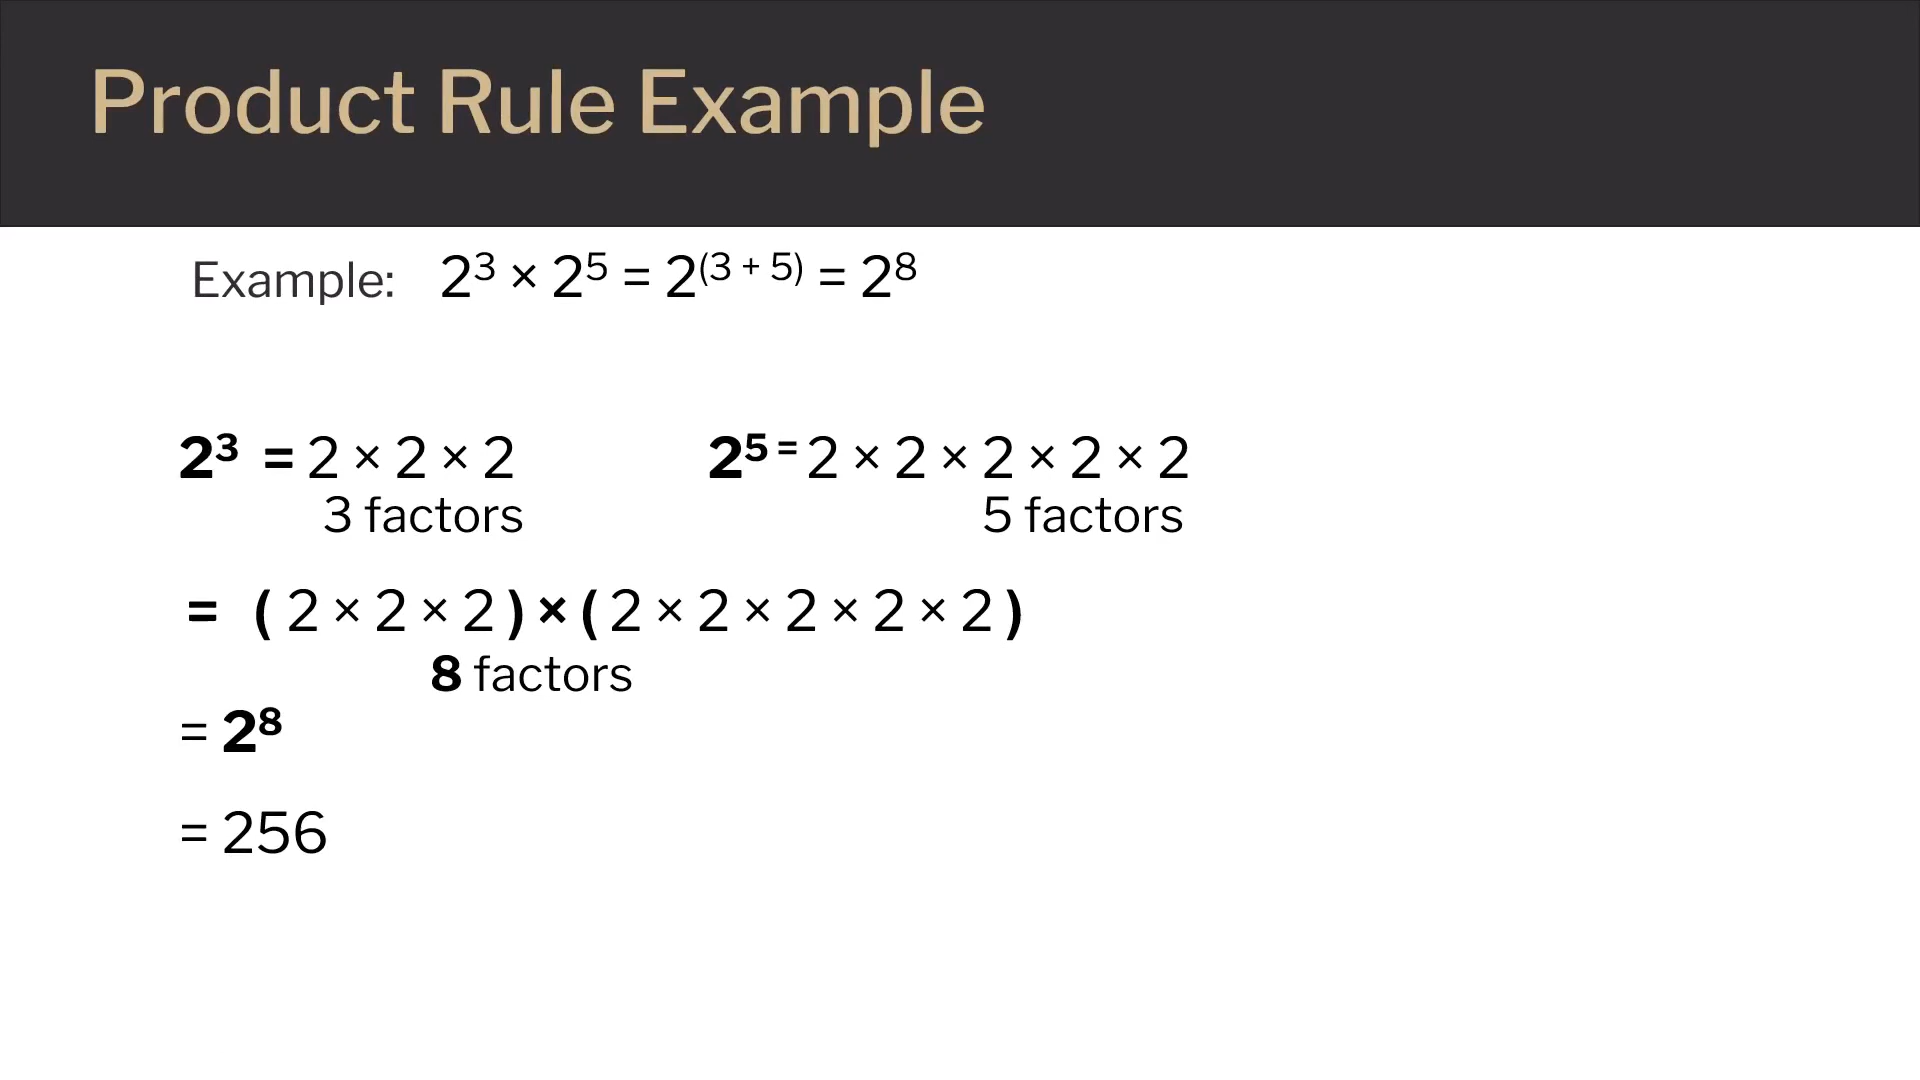 Product Rule Example
Example: 2³ × 2⁵ = 2⁽³ ⁺ ⁵⁾ = 2⁸
2³ = 2 × 2 × 2 2⁵ = 2 × 2 × 2 × 2 × 2
3 factors 5 factors
= ( 2 × 2 × 2 ) × ( 2 × 2 × 2 × 2 × 2 )
8 factors
= 2⁸
= 256